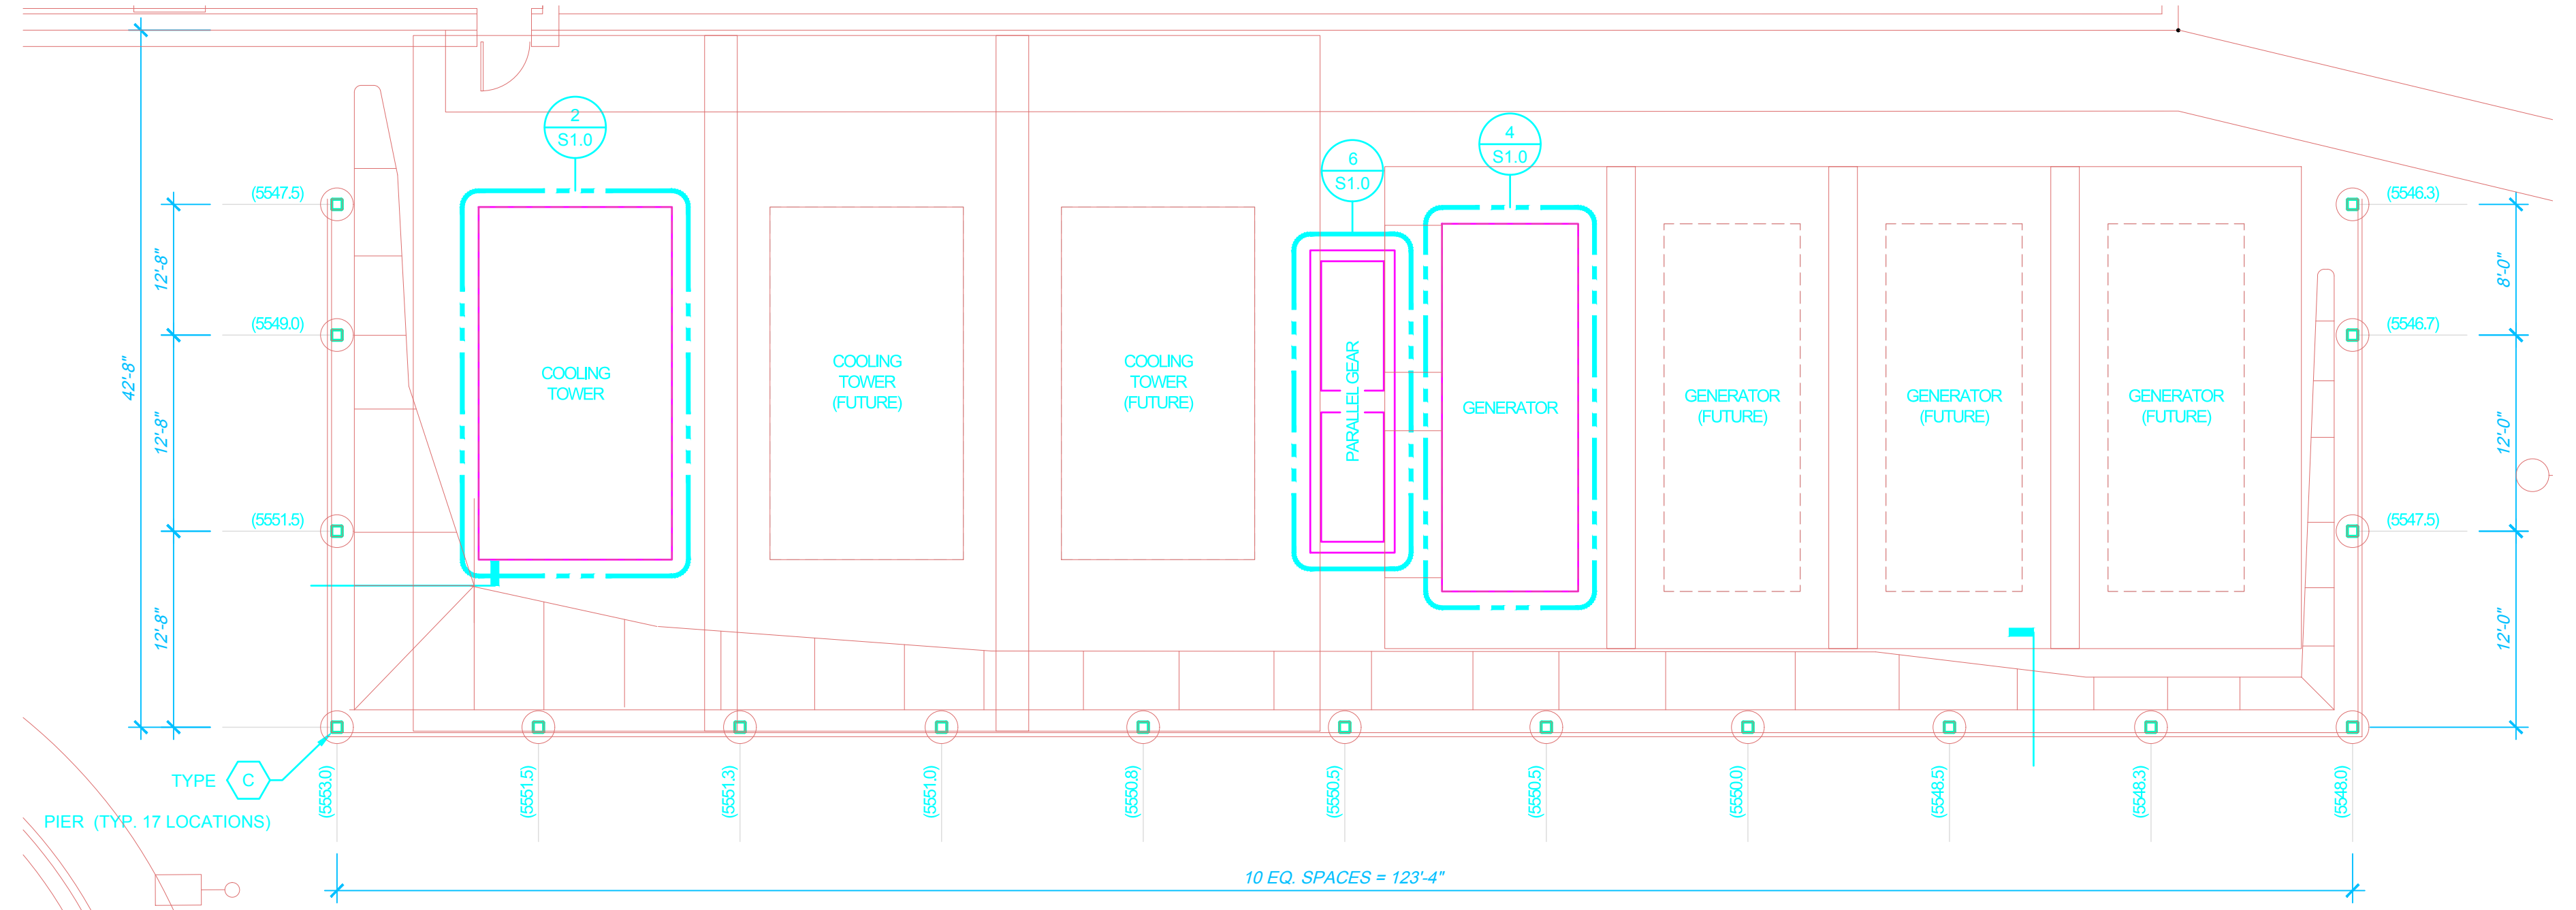 2
S1.0
6
S1.0
4
S1.0
(5547.5)
(5549.0)
(5551.5)
12'-8"
12'-8"
12'-8"
42'-8"
COOLING
TOWER
COOLING
TOWER
(FUTURE)
COOLING
TOWER
(FUTURE)
PARALLEL GEAR
GENERATOR
GENERATOR
(FUTURE)
GENERATOR
(FUTURE)
GENERATOR
(FUTURE)
(5546.3)
(5546.7)
(5547.5)
8'-0"
12'-0"
12'-0"
TYPE C
PIER (TYP. 17 LOCATIONS)
(5553.0)
(5551.5)
(5551.3)
(5551.0)
(5550.8)
(5550.5)
(5550.5)
(5550.0)
(5548.5)
(5548.3)
(5548.0)
10 EQ. SPACES = 123'-4"